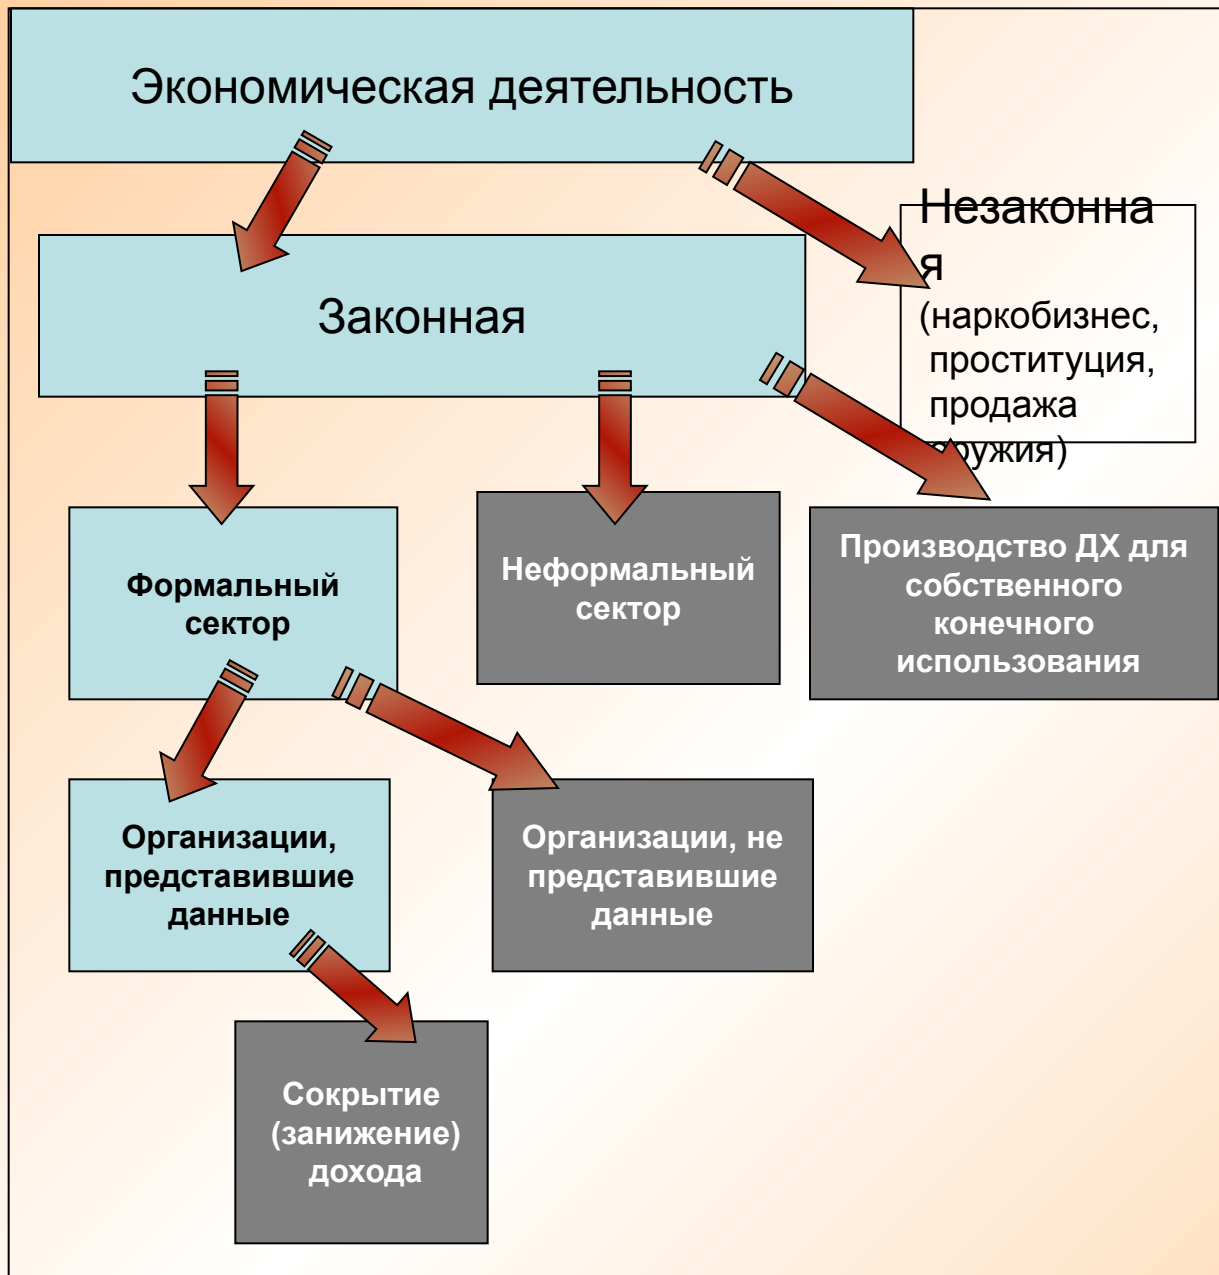 Экономическая деятельность
Незаконна
я
(наркобизнес,
проституция,
продажа
оружия)
Законная
Формальный
сектор
Неформальный
сектор
Производство ДХ для
собственного
конечного
использования
Организации,
представившие
данные
Организации, не
представившие
данные
Сокрытие
(занижение)
дохода